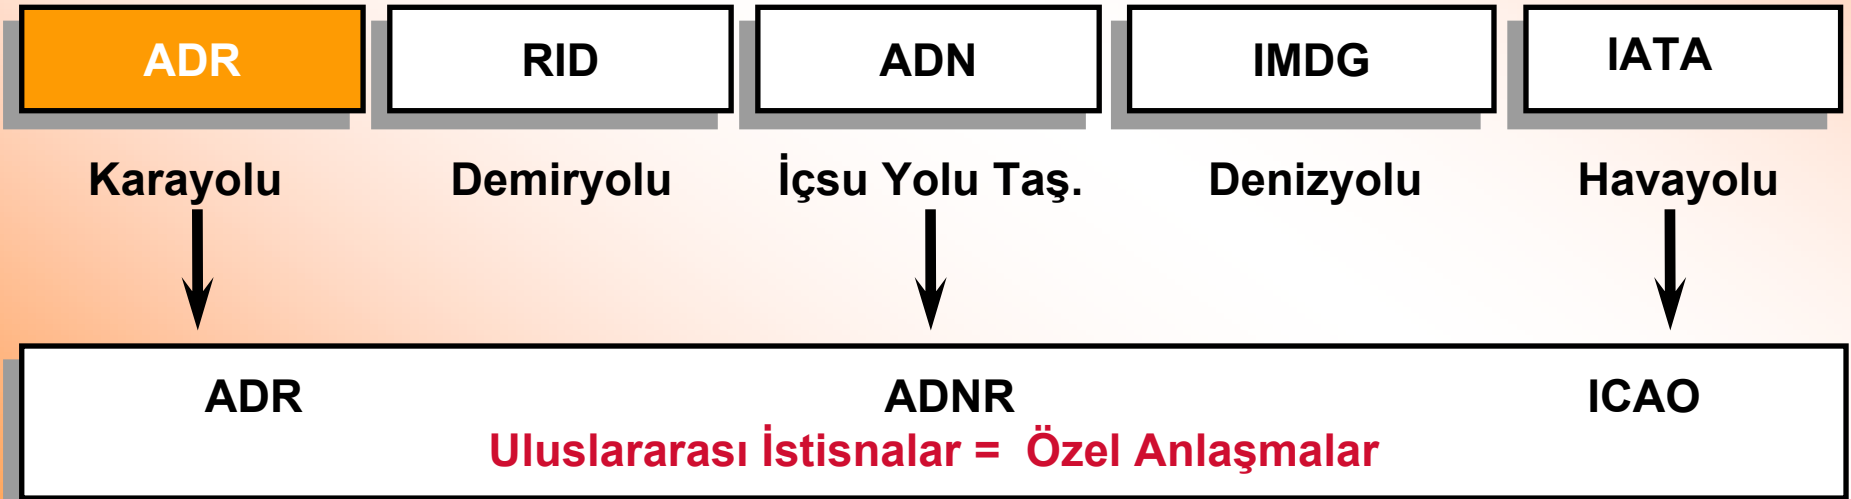 ADR RID ADN IMDG IATA
Karayolu Demiryolu İçsu Yolu Taş. Denizyolu Havayolu
ADR ADNR ICAO
Uluslararası İstisnalar = Özel Anlaşmalar